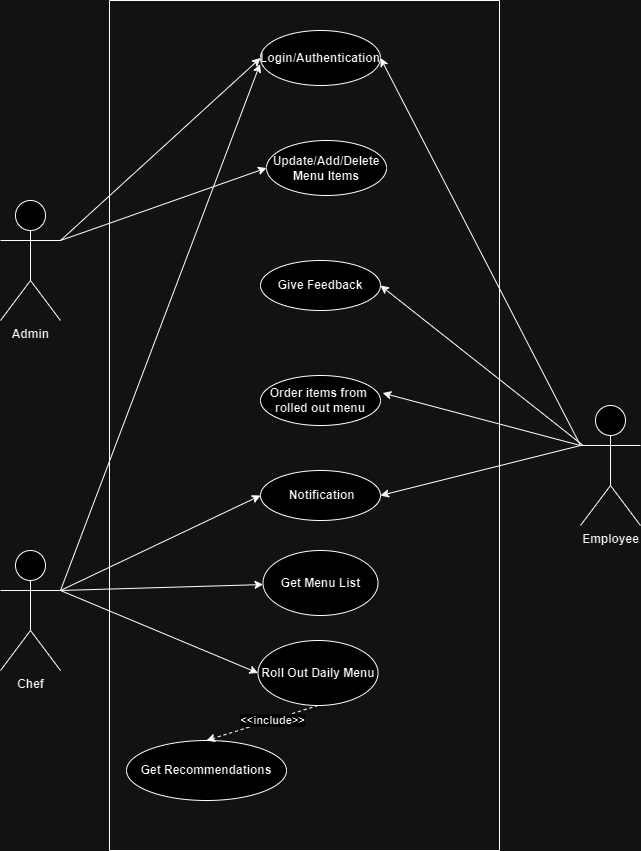 Login/Authentication
Update/Add/Delete
Menu Items
Admin
Give Feedback
Order items from
rolled out menu
Notification
Employee
Get Menu List
Chef
Roll Out Daily Menu
<<include>>
Get Recommendations